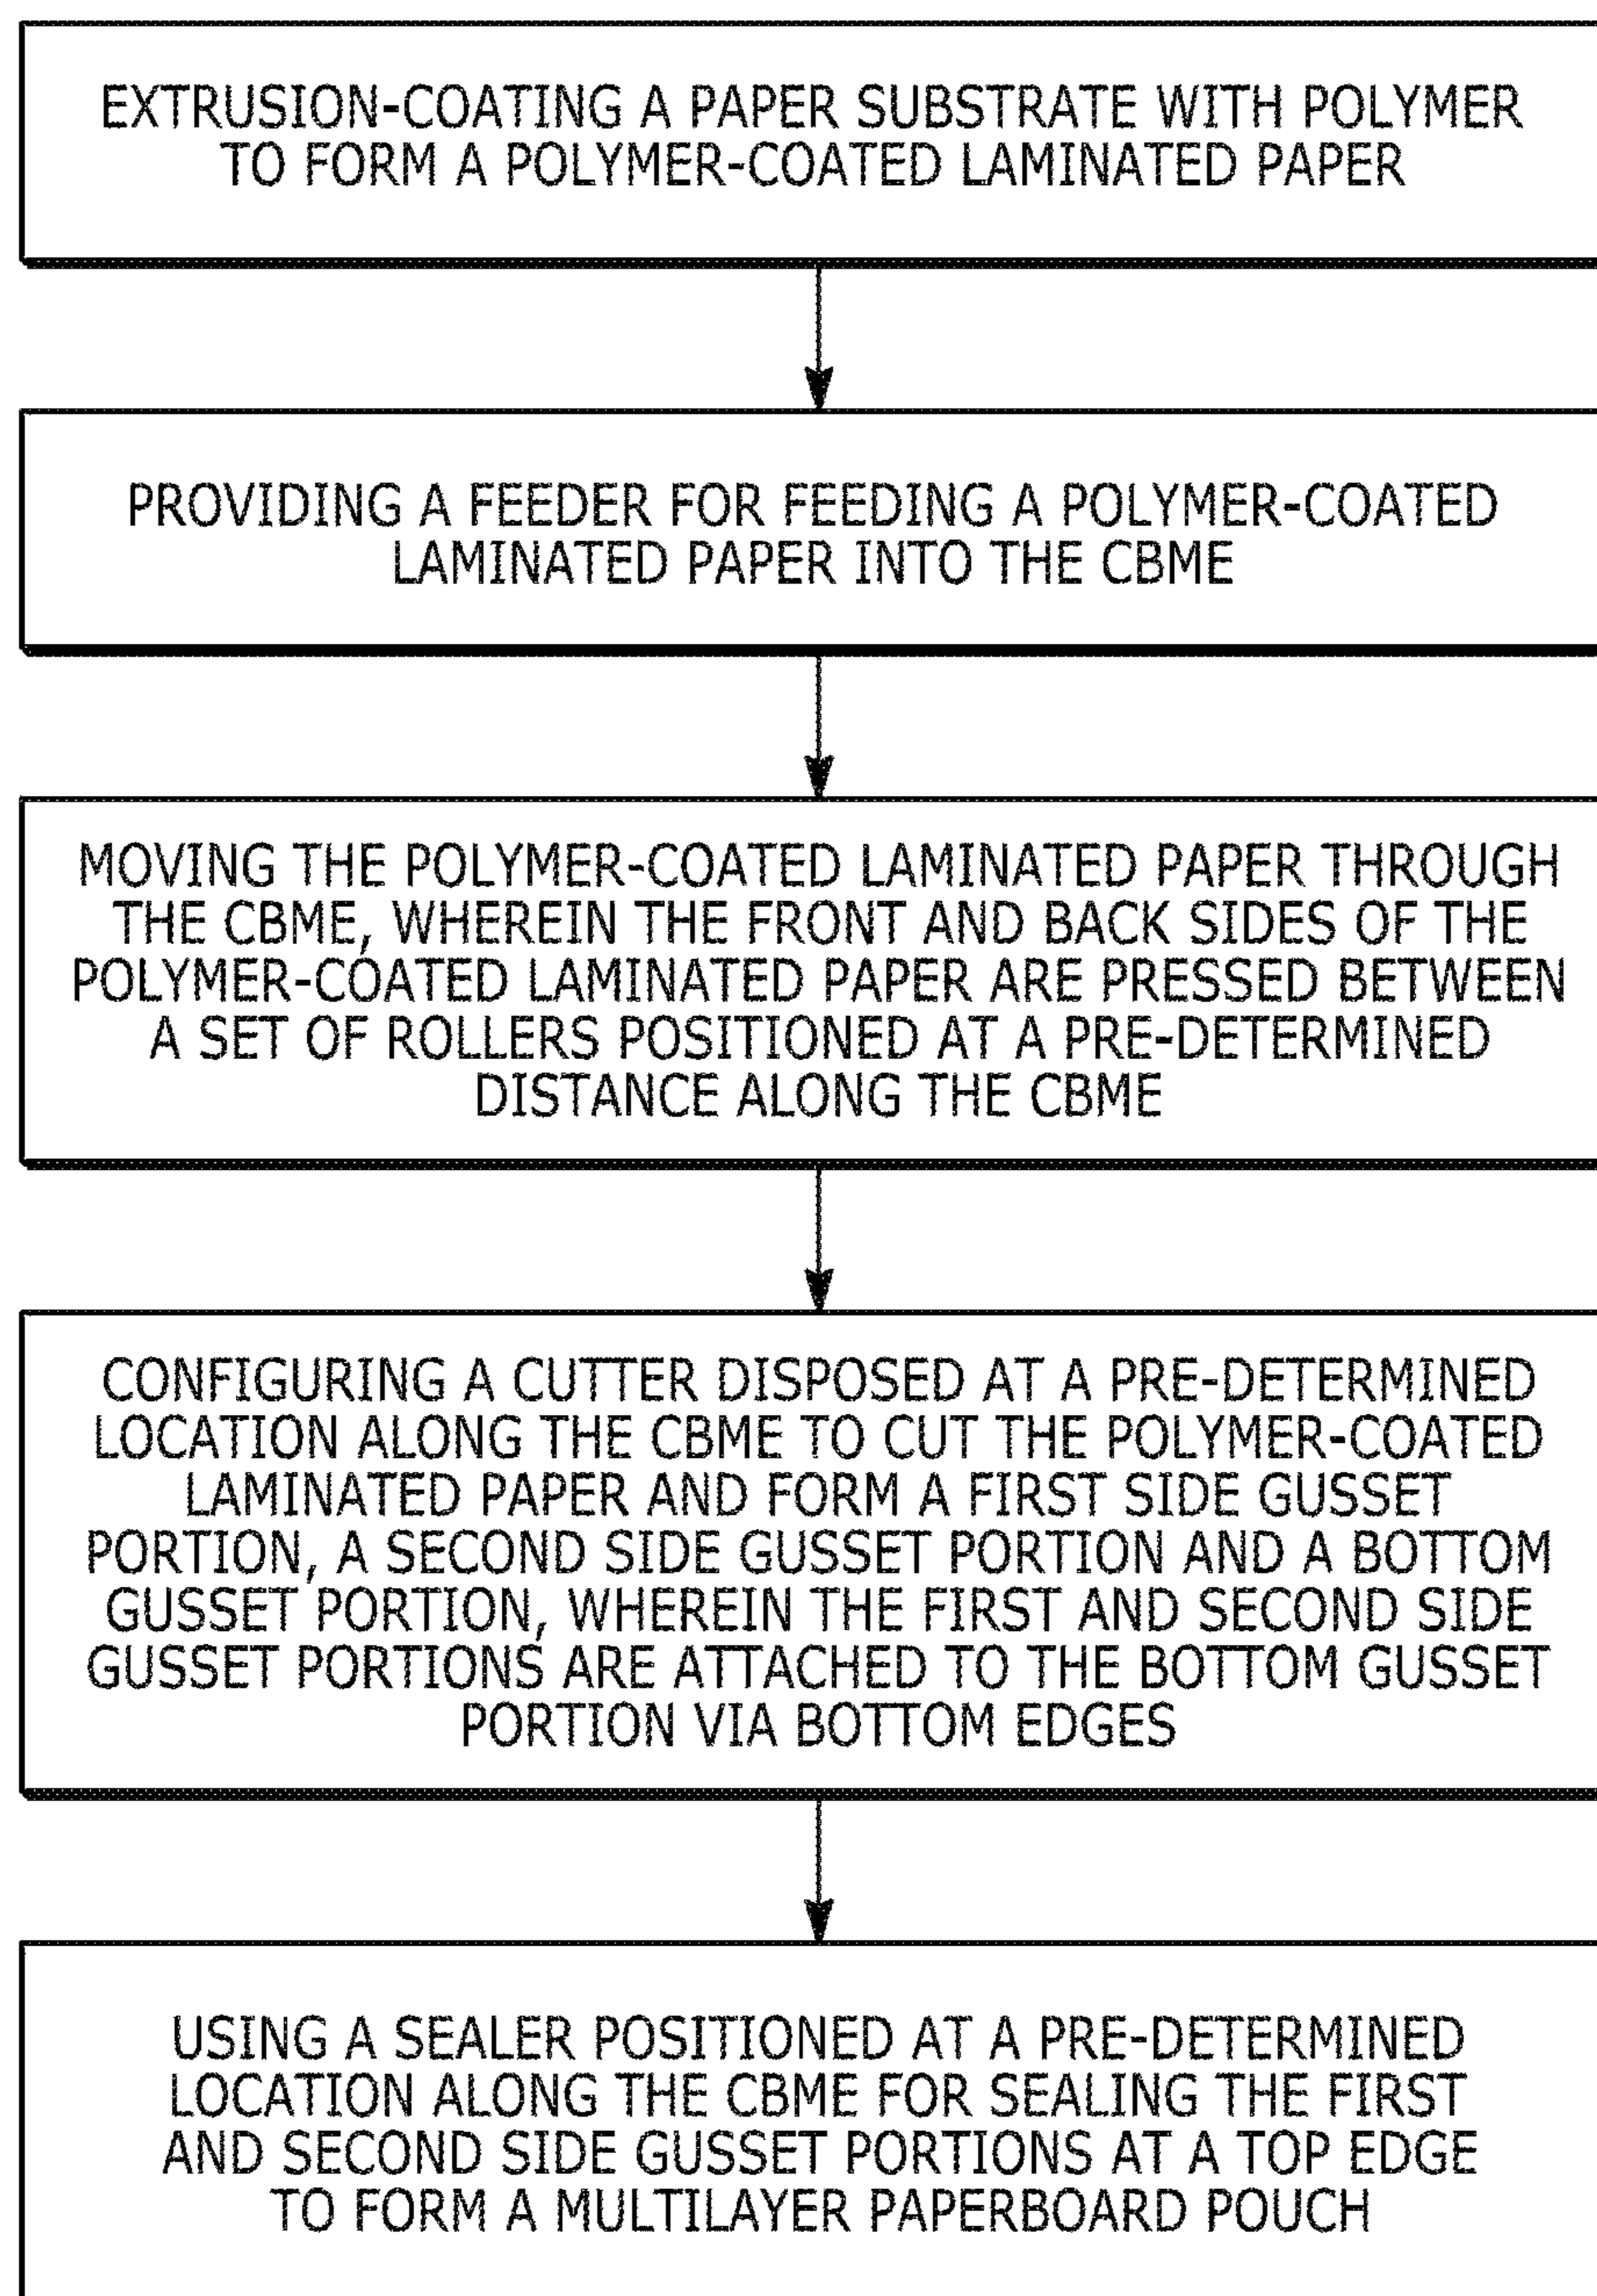 EXTRUSION-COATING A PAPER SUBSTRATE WITH POLYMER
TO FORM A POLYMER-COATED LAMINATED PAPER
PROVIDING A FEEDER FOR FEEDING A POLYMER-COATED
LAMINATED PAPER INTO THE CBME
MOVING THE POLYMER-COATED LAMINATED PAPER THROUGH
THE CBME, WHEREIN THE FRONT AND BACK SIDES OF THE
POLYMER-COATED LAMINATED PAPER ARE PRESSED BETWEEN
A SET OF ROLLERS POSITIONED AT A PRE-DETERMINED
DISTANCE ALONG THE CBME
CONFIGURING A CUTTER DISPOSED AT A PRE-DETERMINED
LOCATION ALONG THE CBME TO CUT THE POLYMER-COATED
LAMINATED PAPER AND FORM A FIRST SIDE GUSSET
PORTION, A SECOND SIDE GUSSET PORTION AND A BOTTOM
GUSSET PORTION, WHEREIN THE FIRST AND SECOND SIDE
GUSSET PORTIONS ARE ATTACHED TO THE BOTTOM GUSSET
PORTION VIA BOTTOM EDGES
USING A SEALER POSITIONED AT A PRE-DETERMINED
LOCATION ALONG THE CBME FOR SEALING THE FIRST
AND SECOND SIDE GUSSET PORTIONS AT A TOP EDGE
TO FORM A MULTILAYER PAPERBOARD POUCH